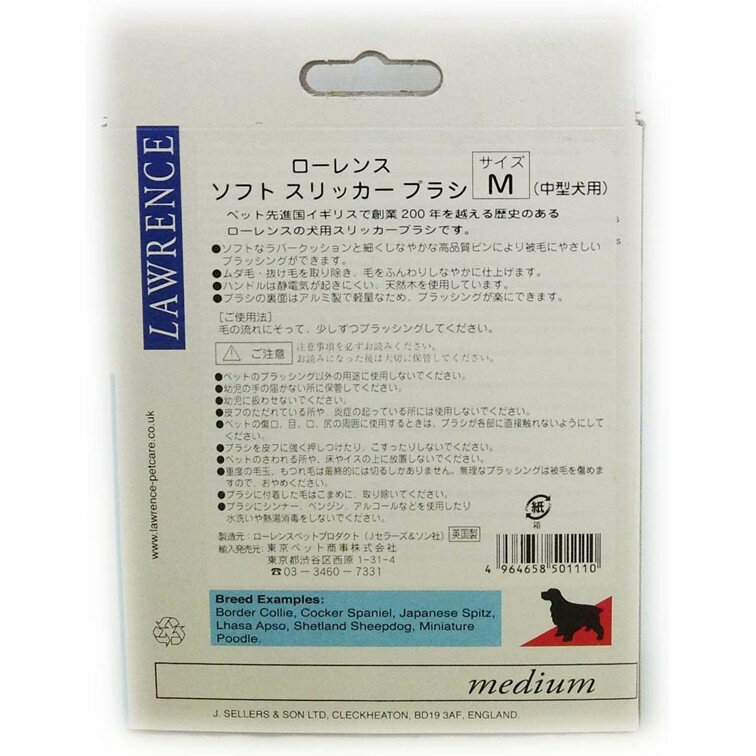 LAWRENCE
ローレンス
ソフト スリッカー ブラシ
サイズ
M
(中型犬用)
ペット先進国イギリスで創業200年を越える歴史のある
ローレンスの犬用スリッカーブラシです。
●ソフトなラバークッションと細くしなやかな高品質ピンにより被毛にやさしい
ブラッシングができます。
●ムダ毛・抜け毛を取り除き、毛をふんわりしなやかに仕上げます。
●ハンドルは静電気が起きにくい、天然木を使用しています。
●ブラシの裏面はアルミ製で軽量なため、ブラッシングが楽にできます。
[ご使用法]
毛の流れにそって、少しずつブラッシングしてください。
ご注意
注意事項を必ずお読みください。
お読みになった後は大切に保管してください。
●ペットのブラッシング以外の用途に使用しないでください。
●幼児の手の届かない所に保管してください。
●幼児に扱わせないでください。
●皮フのただれている所や、炎症の起っている所には使用しないでください。
●ペットの傷口、目、口、尻の周囲に使用するときは、ブラシが各部に直接触れないようにして
ください。
●ブラシを皮フに強く押しつけたり、こすったりしないでください。
●ペットのさわれる所や、床やイスの上に放置しないでください。
●重度の毛玉、もつれ毛は最終的には切るしかありません。無理なブラッシングは被毛を傷めま
すので、おやめください。
●ブラシに付着した毛はこまめに、取り除いてください。
●ブラシにシンナー、ベンジン、アルコールなどを使用したり
水洗いや熱湯消毒をしないでください。
紙
箱
製造元:ローレンスペットプロダクト(Jセラーズ&ソン社)
英国製
輸入発売元:東京ペット商事株式会社
東京都渋谷区西原1-31-4
☎03-3460-7331
4 964658 501110
www.lawrence-petcare.co.uk
Breed Examples:
Border Collie, Cocker Spaniel, Japanese Spitz,
Lhasa Apso, Shetland Sheepdog, Miniature
Poodle.
medium
J. SELLERS & SON LTD, CLECKHEATON, BD19 3AF, ENGLAND.